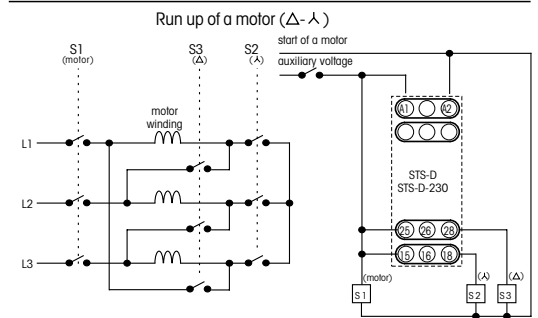 Run up of a motor (△-⅄)
S1
(motor)
S3
(△)
S2
(⅄)
start of a motor
auxiliary voltage
motor
winding
L1
L2
L3
A1 A2
STS-D
STS-D-230
25 26 28
15 16 18
(motor)
(⅄)
(△)
S1
S2
S3